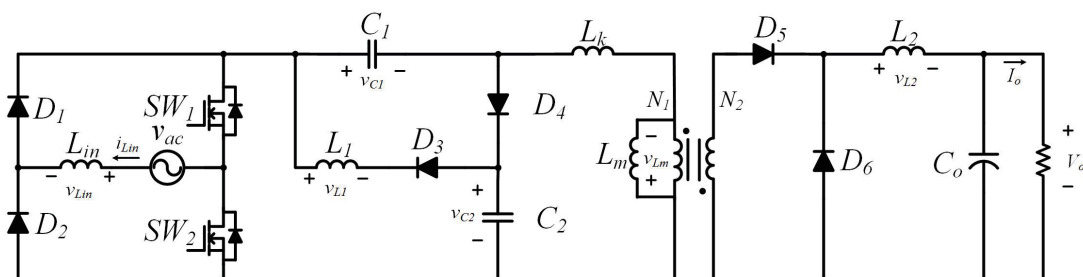 C1
Lk
D5
L2
+ vC1 -
+ vL2 -
Io
D1
SW1
D4
N1
N2
vac
iLin
Lin
L1
D3
Lm
- vLm +
+
Vo
-
- vLin +
+ vL1 -
D6
Co
D2
SW2
+ vC2 -
C2